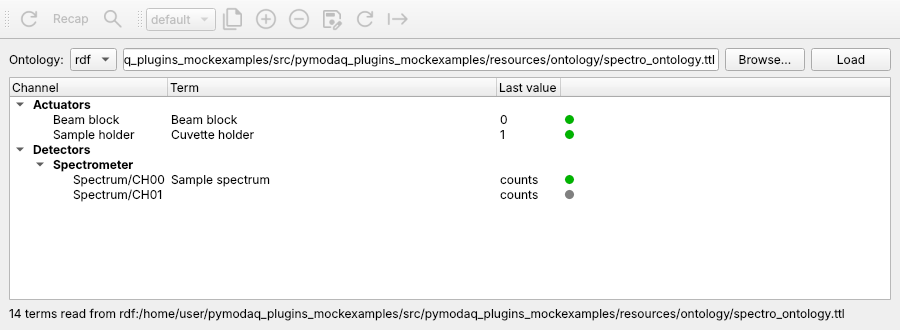 Recap default
Ontology: rdf q_plugins_mockexamples/src/pymodaq_plugins_mockexamples/resources/ontology/spectro_ontology.ttl Browse... Load
Channel Term Last value
Actuators
Beam block Beam block 0
Sample holder Cuvette holder 1
Detectors
Spectrometer
Spectrum/CH00 Sample spectrum counts
Spectrum/CH01 counts
14 terms read from rdf:/home/user/pymodaq_plugins_mockexamples/src/pymodaq_plugins_mockexamples/resources/ontology/spectro_ontology.ttl